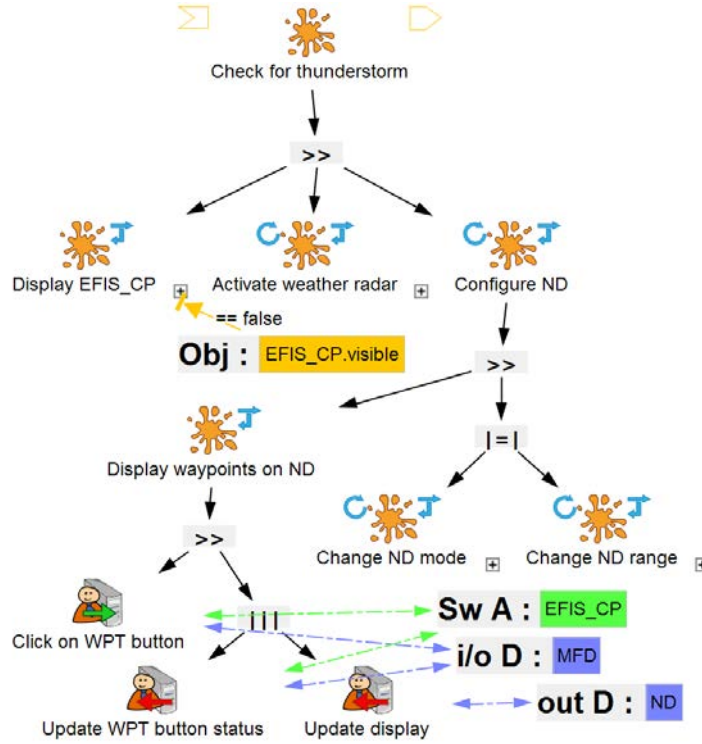 Check for thunderstorm
>>
Display EFIS_CP
Activate weather radar
Configure ND
== false
Obj : EFIS_CP.visible
>>
|=|
Display waypoints on ND
>>
Change ND mode
Change ND range
|||
Sw A : EFIS_CP
Click on WPT button
i/o D : MFD
out D : ND
Update WPT button status
Update display